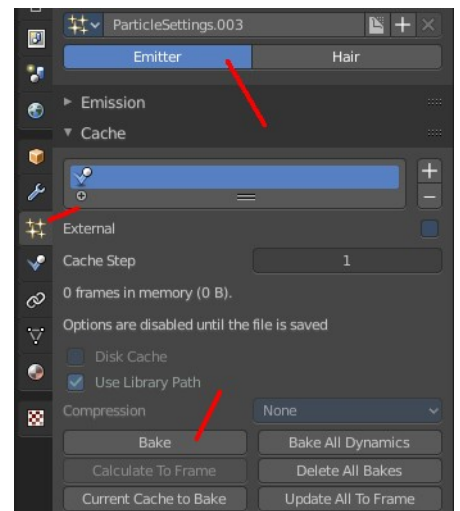 ParticleSettings.003
Emitter Hair
Emission
Cache
External
Cache Step 1
0 frames in memory (0 B).
Options are disabled until the file is saved
Disk Cache
Use Library Path
Compression None
Bake Bake All Dynamics
Calculate To Frame Delete All Bakes
Current Cache to Bake Update All To Frame